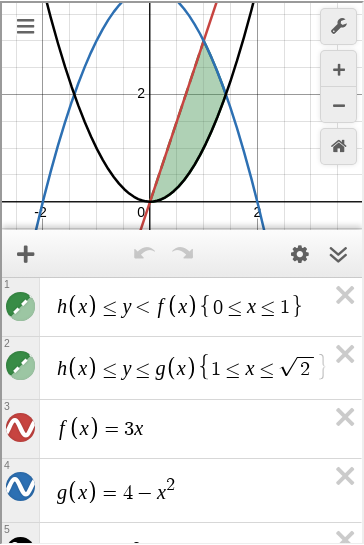 2
-2
0
2
1
h(x) ≤ y < f(x) {0 ≤ x ≤ 1}
2
h(x) ≤ y ≤ g(x) {1 ≤ x ≤ √2}
3
f(x) = 3x
4
g(x) = 4 − x²
5